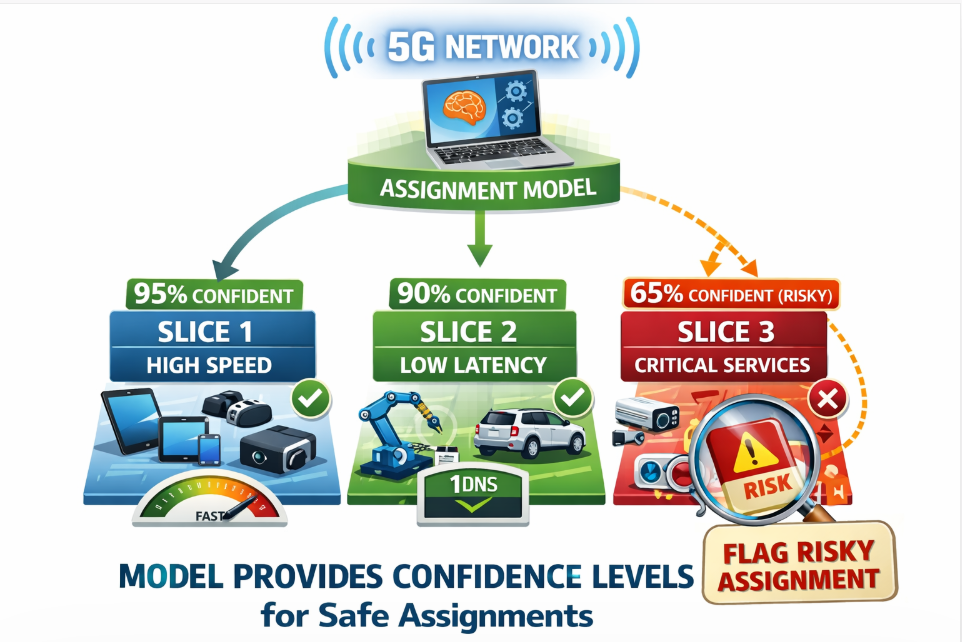 5G NETWORK
ASSIGNMENT MODEL
95% CONFIDENT
SLICE 1
HIGH SPEED
FAST
90% CONFIDENT
SLICE 2
LOW LATENCY
1DNS
65% CONFIDENT (RISKY)
SLICE 3
CRITICAL SERVICES
RISK
FLAG RISKY
ASSIGNMENT
MODEL PROVIDES CONFIDENCE LEVELS
for Safe Assignments